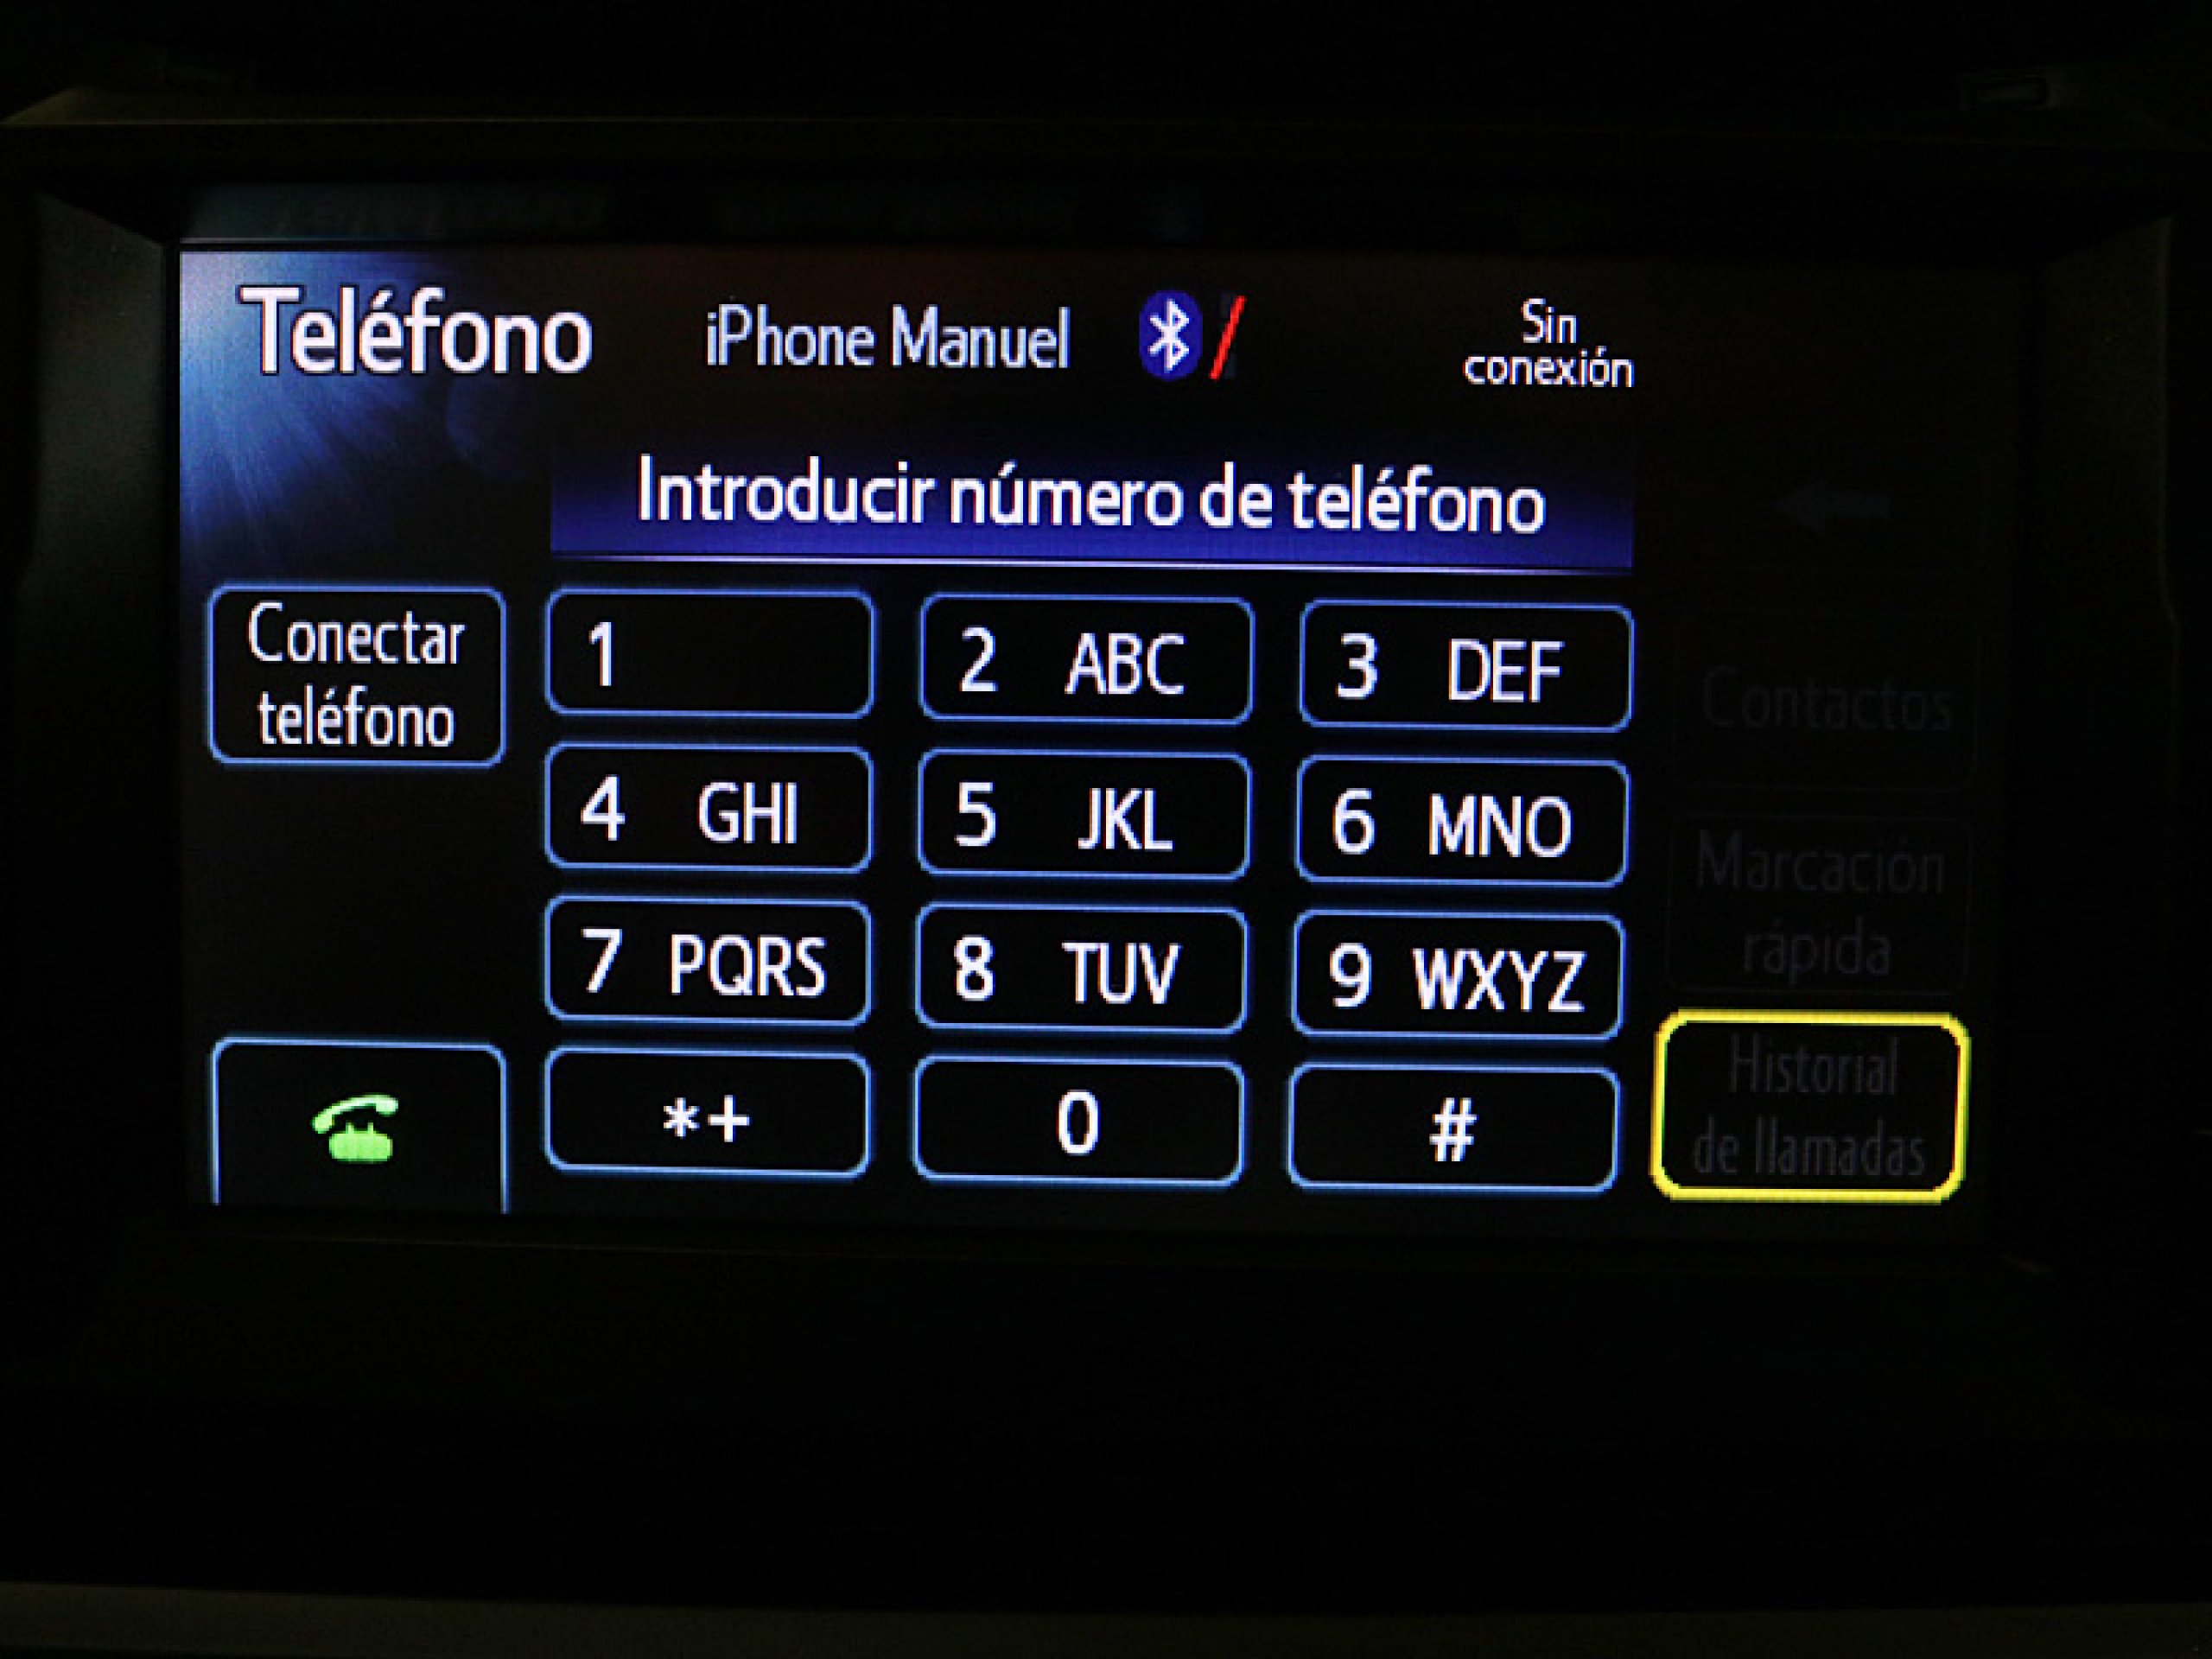 Teléfono
iPhone Manuel
Sin
conexión
Introducir número de teléfono
Conectar
teléfono
1
2 ABC
3 DEF
Contactos
4 GHI
5 JKL
6 MNO
Marcación
rápida
7 PQRS
8 TUV
9 WXYZ
Historial
de llamadas
*+
0
#